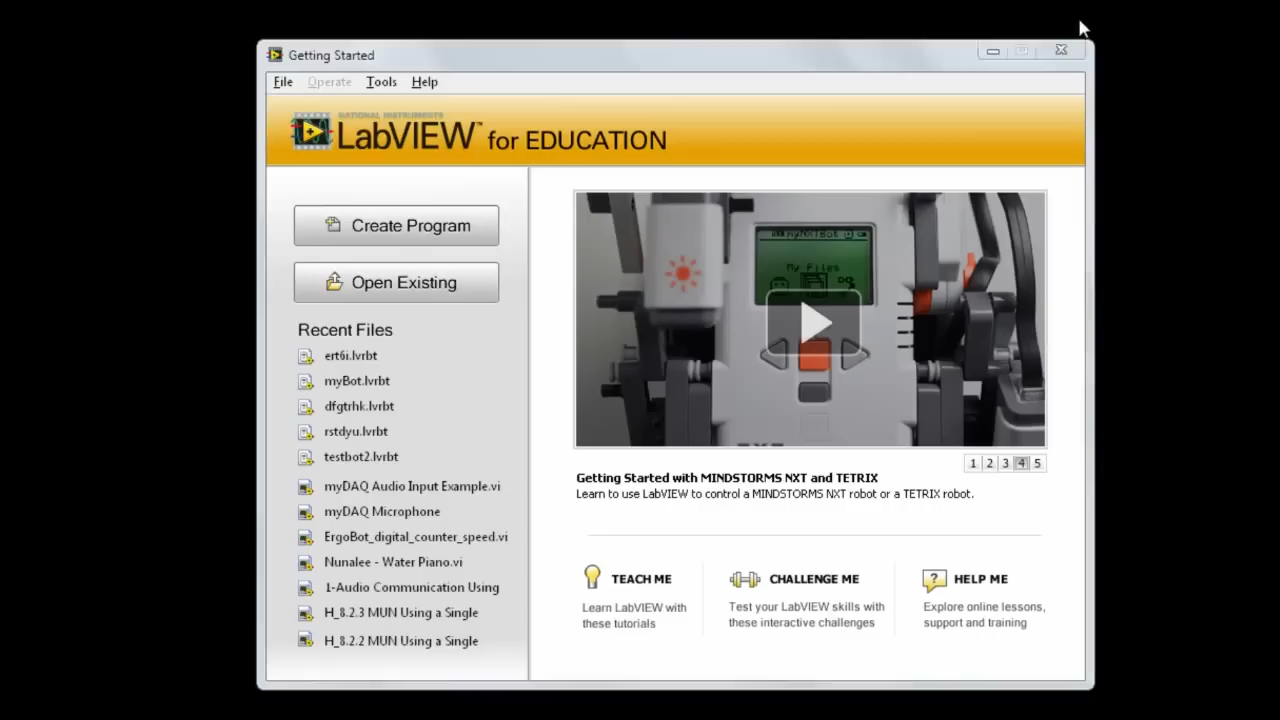 Getting Started
File Operate Tools Help
NATIONAL INSTRUMENTS
LabVIEW™ for EDUCATION
Create Program
Open Existing
Recent Files
ert6i.lvrbt
myBot.lvrbt
dfgtrhk.lvrbt
rstdyu.lvrbt
testbot2.lvrbt
myDAQ Audio Input Example.vi
myDAQ Microphone
ErgoBot_digital_counter_speed.vi
Nunalee - Water Piano.vi
1-Audio Communication Using
H_8.2.3 MUN Using a Single
H_8.2.2 MUN Using a Single
My Files
1 2 3 4 5
Getting Started with MINDSTORMS NXT and TETRIX
Learn to use LabVIEW to control a MINDSTORMS NXT robot or a TETRIX robot.
TEACH ME
Learn LabVIEW with
these tutorials
CHALLENGE ME
Test your LabVIEW skills with
these interactive challenges
HELP ME
Explore online lessons,
support and training